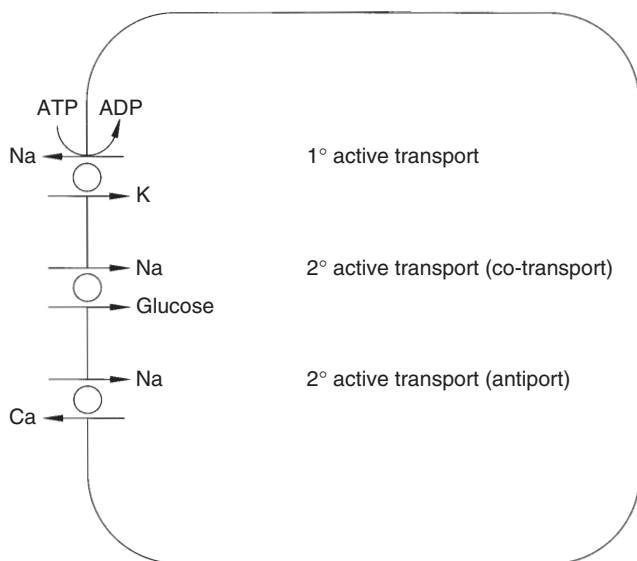 ATP ADP
Na 1° active transport
K
Na 2° active transport (co-transport)
Glucose
Na 2° active transport (antiport)
Ca